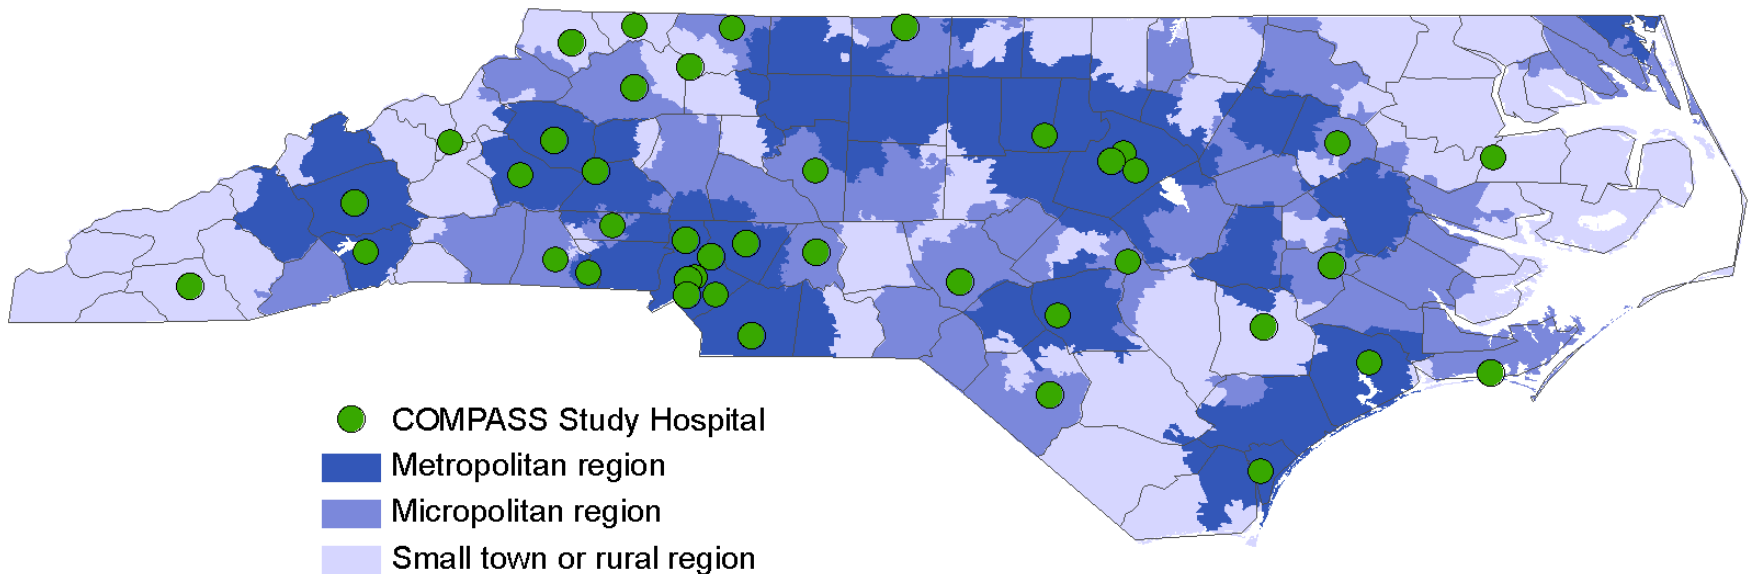 COMPASS Study Hospital
Metropolitan region
Micropolitan region
Small town or rural region